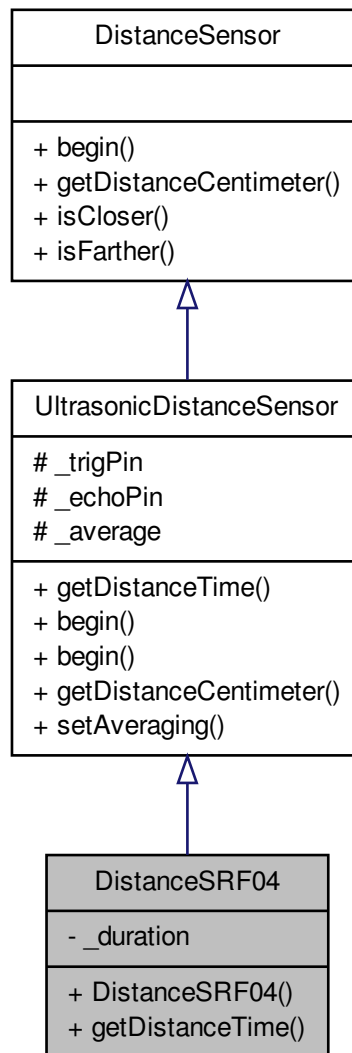 DistanceSensor
+ begin()
+ getDistanceCentimeter()
+ isCloser()
+ isFarther()
UltrasonicDistanceSensor
# _trigPin
# _echoPin
# _average
+ getDistanceTime()
+ begin()
+ begin()
+ getDistanceCentimeter()
+ setAveraging()
DistanceSRF04
- _duration
+ DistanceSRF04()
+ getDistanceTime()